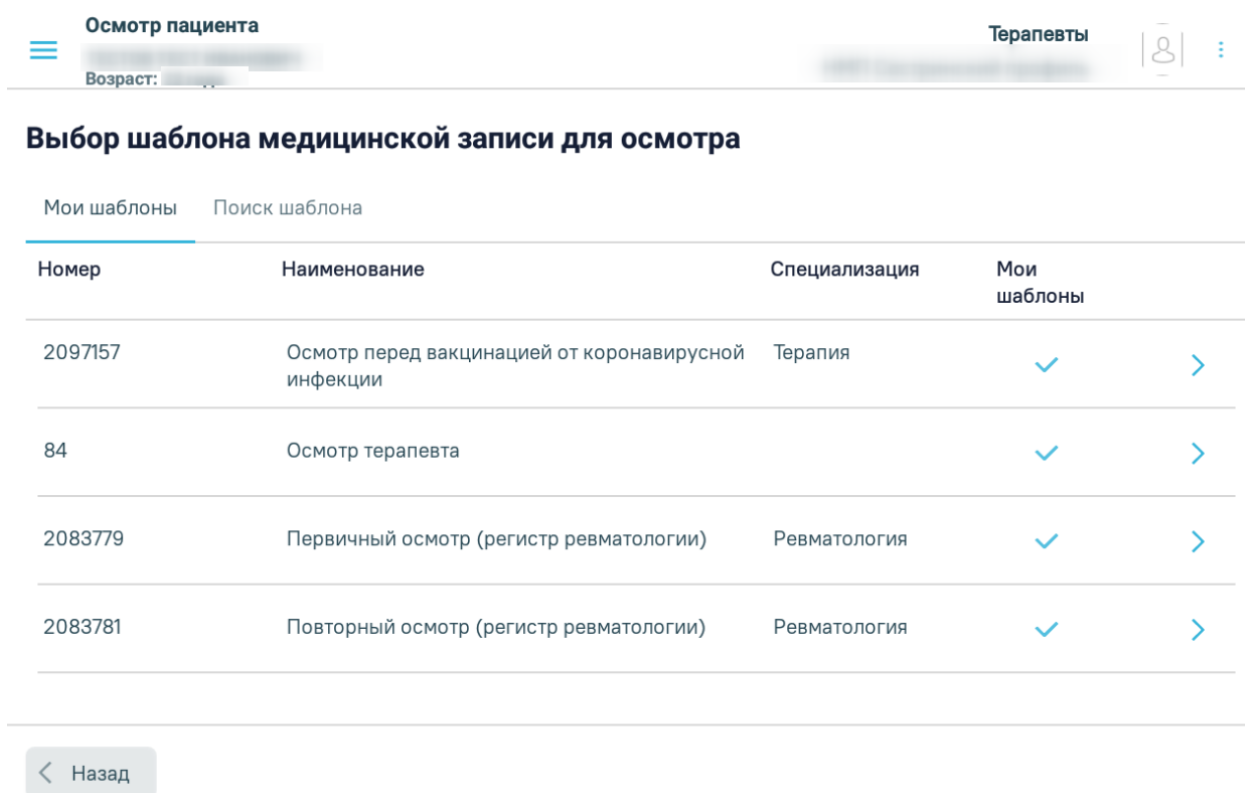 Осмотр пациента
Терапевты
Возраст:
Выбор шаблона медицинской записи для осмотра
Мои шаблоны Поиск шаблона
Номер Наименование Специализация Мои
шаблоны
2097157 Осмотр перед вакцинацией от коронавирусной Терапия
инфекции
84 Осмотр терапевта
2083779 Первичный осмотр (регистр ревматологии) Ревматология
2083781 Повторный осмотр (регистр ревматологии) Ревматология
Назад